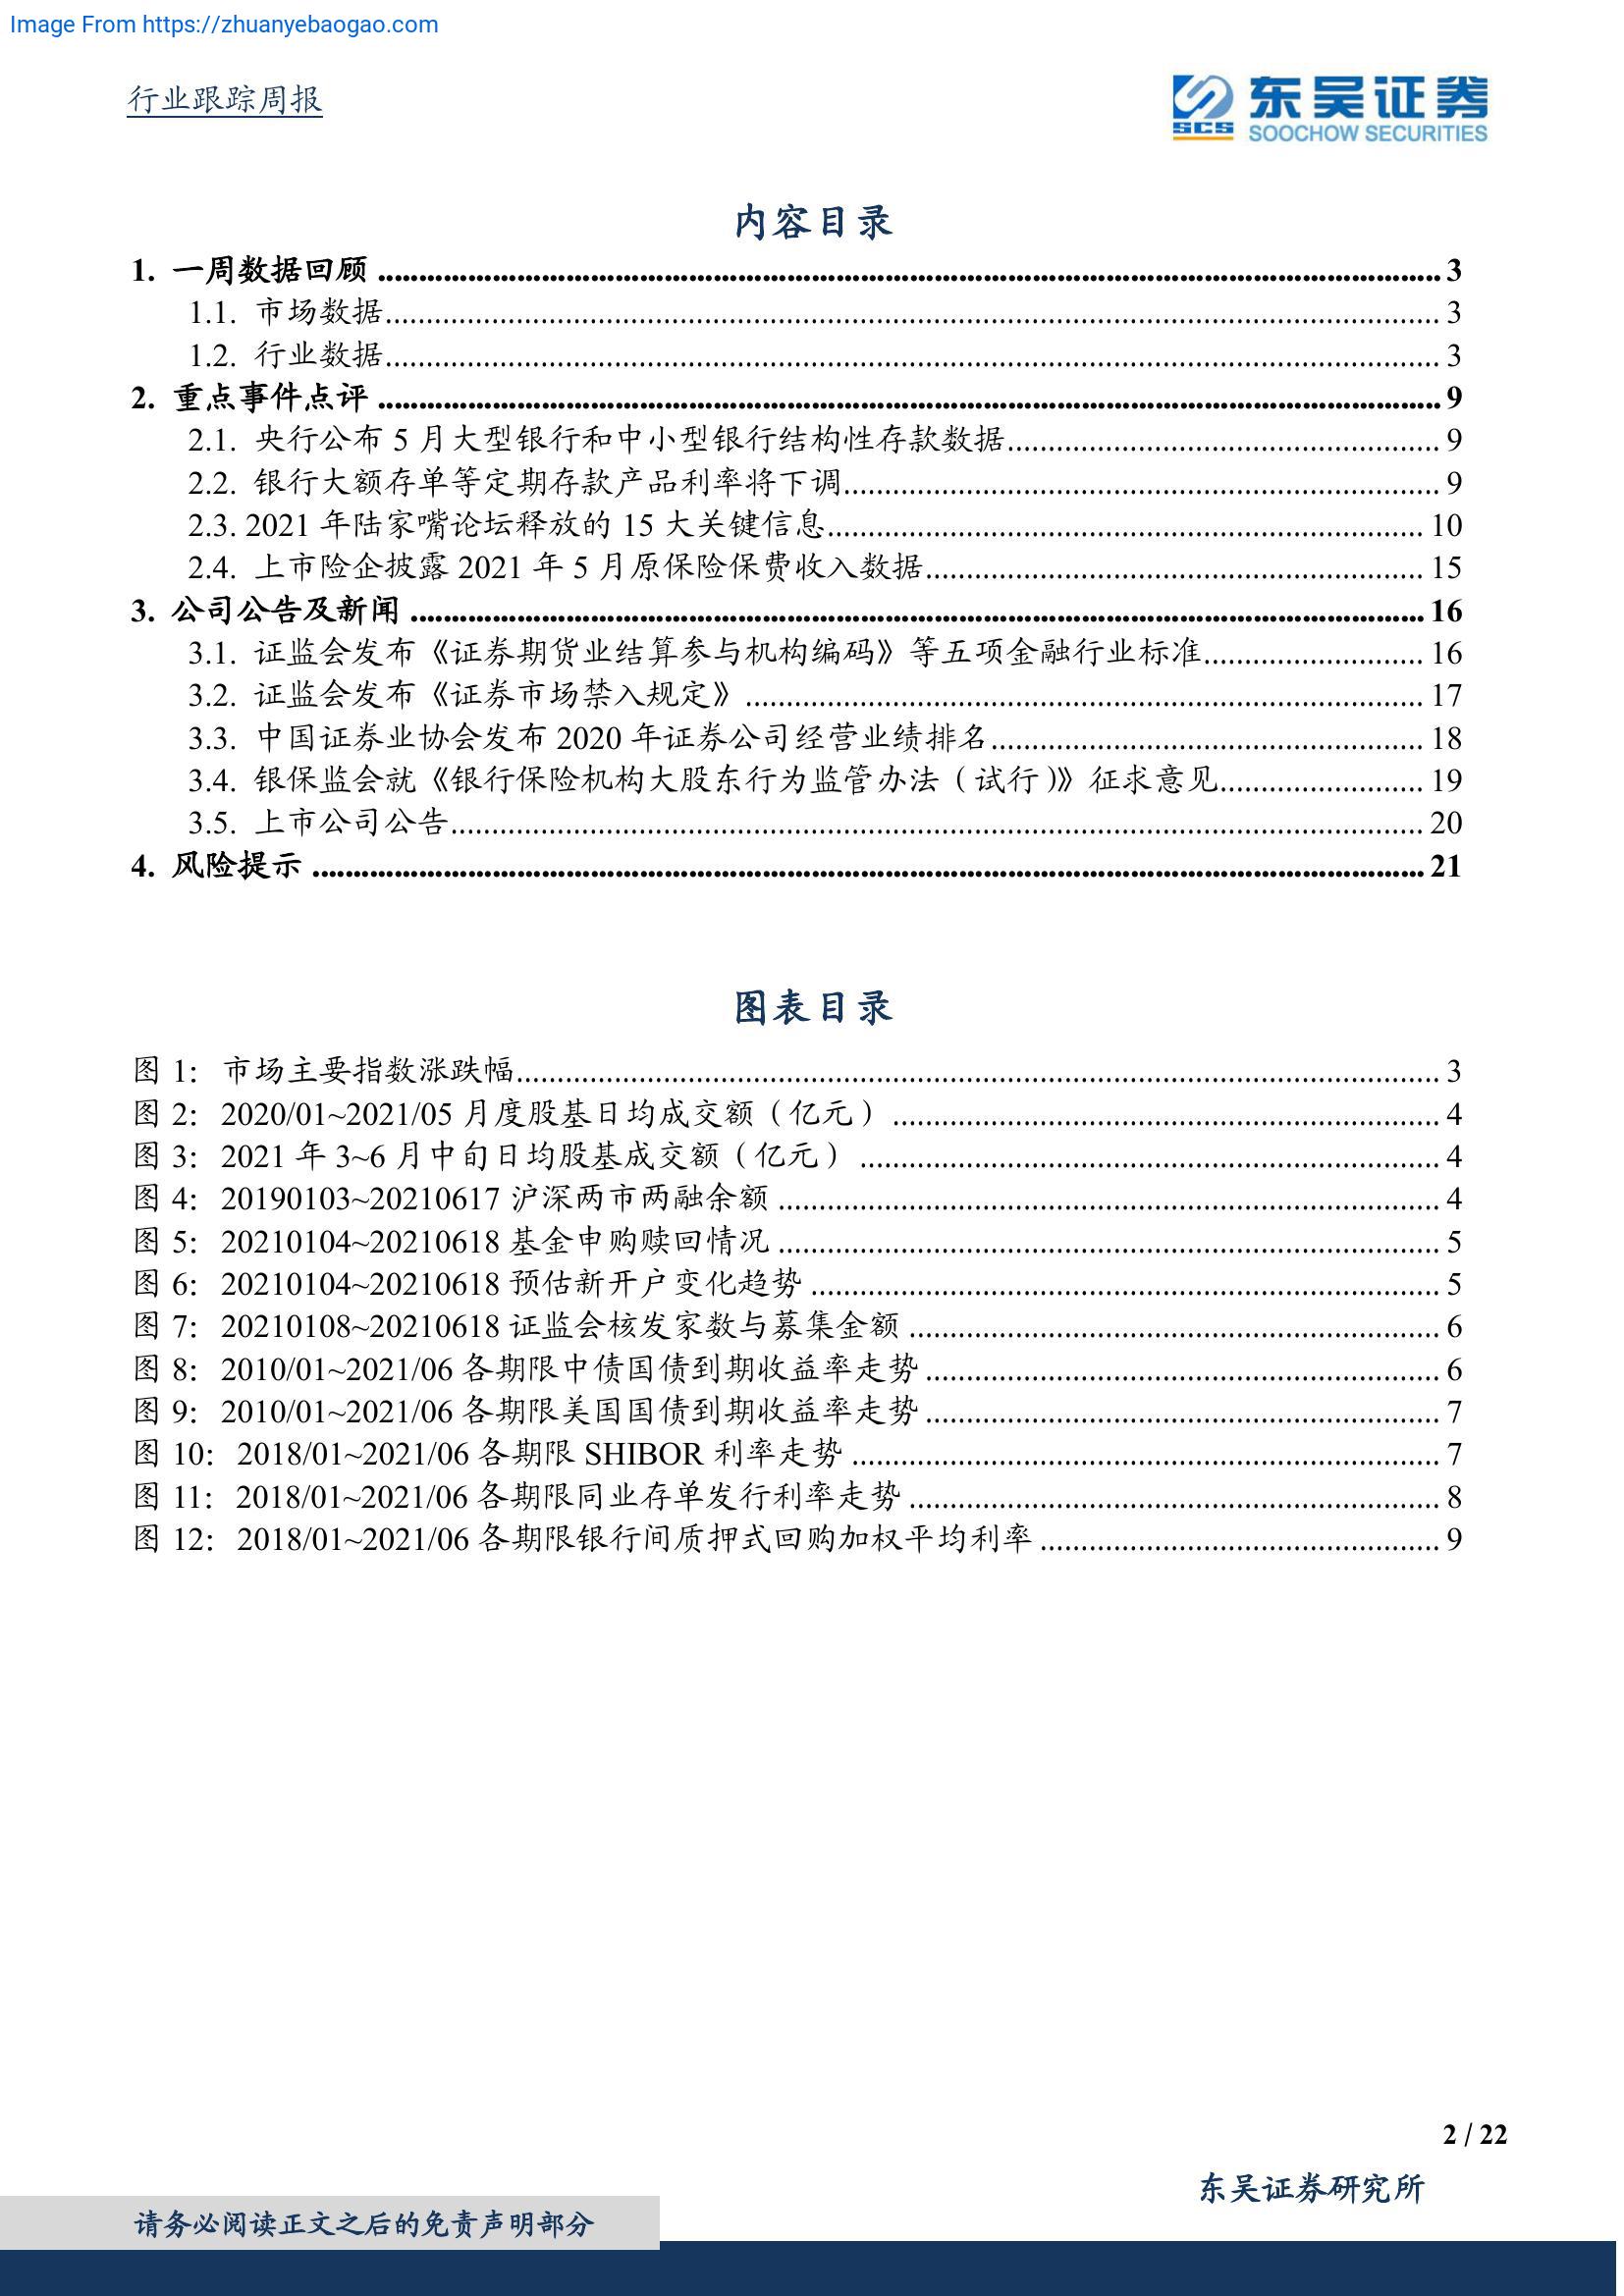 Image From https://zhuanyebaogao.com
行业跟踪周报
SCS 东吴证券
SOOCHOW SECURITIES
内容目录
1. 一周数据回顾 ........ 3
1.1. 市场数据 ........ 3
1.2. 行业数据 ........ 3
2. 重点事件点评 ........ 9
2.1. 央行公布 5 月大型银行和中小型银行结构性存款数据 ........ 9
2.2. 银行大额存单等定期存款产品利率将下调 ........ 9
2.3. 2021 年陆家嘴论坛释放的 15 大关键信息 ........ 10
2.4. 上市险企披露 2021 年 5 月原保险保费收入数据 ........ 15
3. 公司公告及新闻 ........ 16
3.1. 证监会发布《证券期货业结算参与机构编码》等五项金融行业标准 ........ 16
3.2. 证监会发布《证券市场禁入规定》 ........ 17
3.3. 中国证券业协会发布 2020 年证券公司经营业绩排名 ........ 18
3.4. 银保监会就《银行保险机构大股东行为监管办法（试行）》征求意见 ........ 19
3.5. 上市公司公告 ........ 20
4. 风险提示 ........ 21
图表目录
图 1： 市场主要指数涨跌幅 ........ 3
图 2： 2020/01~2021/05 月度股基日均成交额（亿元） ........ 4
图 3： 2021 年 3~6 月中旬日均股基成交额（亿元） ........ 4
图 4： 20190103~20210617 沪深两市两融余额 ........ 4
图 5： 20210104~20210618 基金申购赎回情况 ........ 5
图 6： 20210104~20210618 预估新开户变化趋势 ........ 5
图 7： 20210108~20210618 证监会核发家数与募集金额 ........ 6
图 8： 2010/01~2021/06 各期限中债国债到期收益率走势 ........ 6
图 9： 2010/01~2021/06 各期限美国国债到期收益率走势 ........ 7
图 10： 2018/01~2021/06 各期限 SHIBOR 利率走势 ........ 7
图 11： 2018/01~2021/06 各期限同业存单发行利率走势 ........ 8
图 12： 2018/01~2021/06 各期限银行间质押式回购加权平均利率 ........ 9
2 / 22
东吴证券研究所
请务必阅读正文之后的免责声明部分